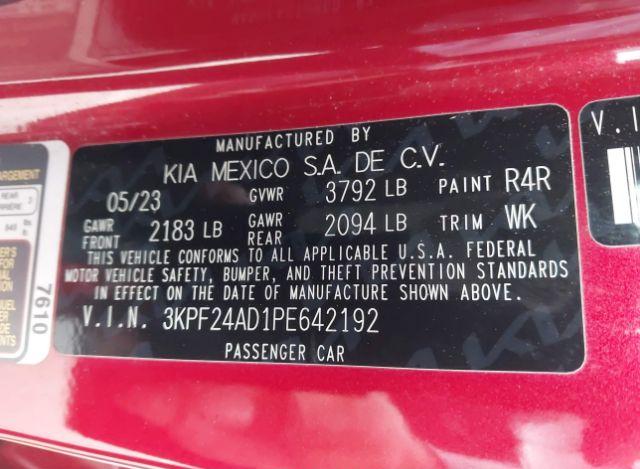 MANUFACTURED BY
KIA MEXICO S.A. DE C.V.
05/23 GVWR 3792 LB PAINT R4R
GAWR FRONT 2183 LB GAWR REAR 2094 LB TRIM WK
THIS VEHICLE CONFORMS TO ALL APPLICABLE U.S.A. FEDERAL
MOTOR VEHICLE SAFETY, BUMPER, AND THEFT PREVENTION STANDARDS
IN EFFECT ON THE DATE OF MANUFACTURE SHOWN ABOVE.
V.I.N. 3KPF24AD1PE642192
PASSENGER CAR
7610
V.I.
REAR